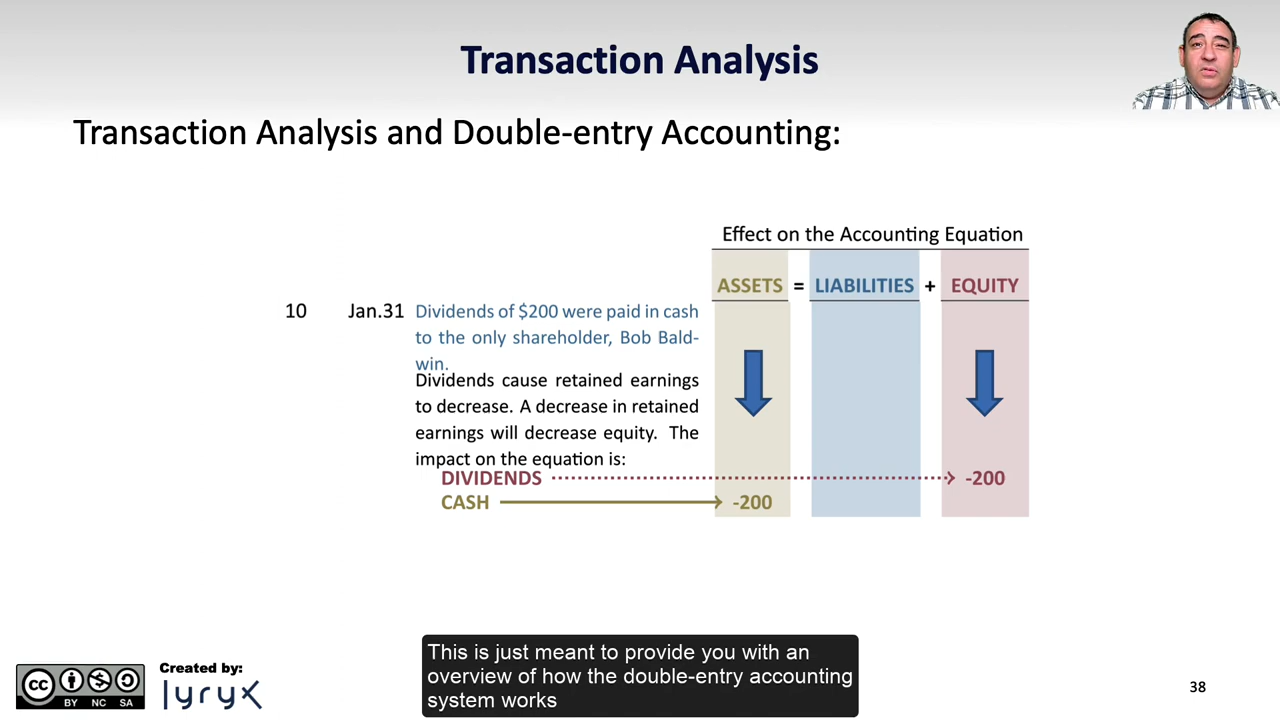 Transaction Analysis
Transaction Analysis and Double-entry Accounting:
Effect on the Accounting Equation
ASSETS = LIABILITIES + EQUITY
10 Jan.31 Dividends of $200 were paid in cash
to the only shareholder, Bob Bald-
win.
Dividends cause retained earnings
to decrease. A decrease in retained
earnings will decrease equity. The
impact on the equation is:
DIVIDENDS -200
CASH -200
This is just meant to provide you with an
overview of how the double-entry accounting
system works
cc BY NC SA
Created by:
lyryx
38